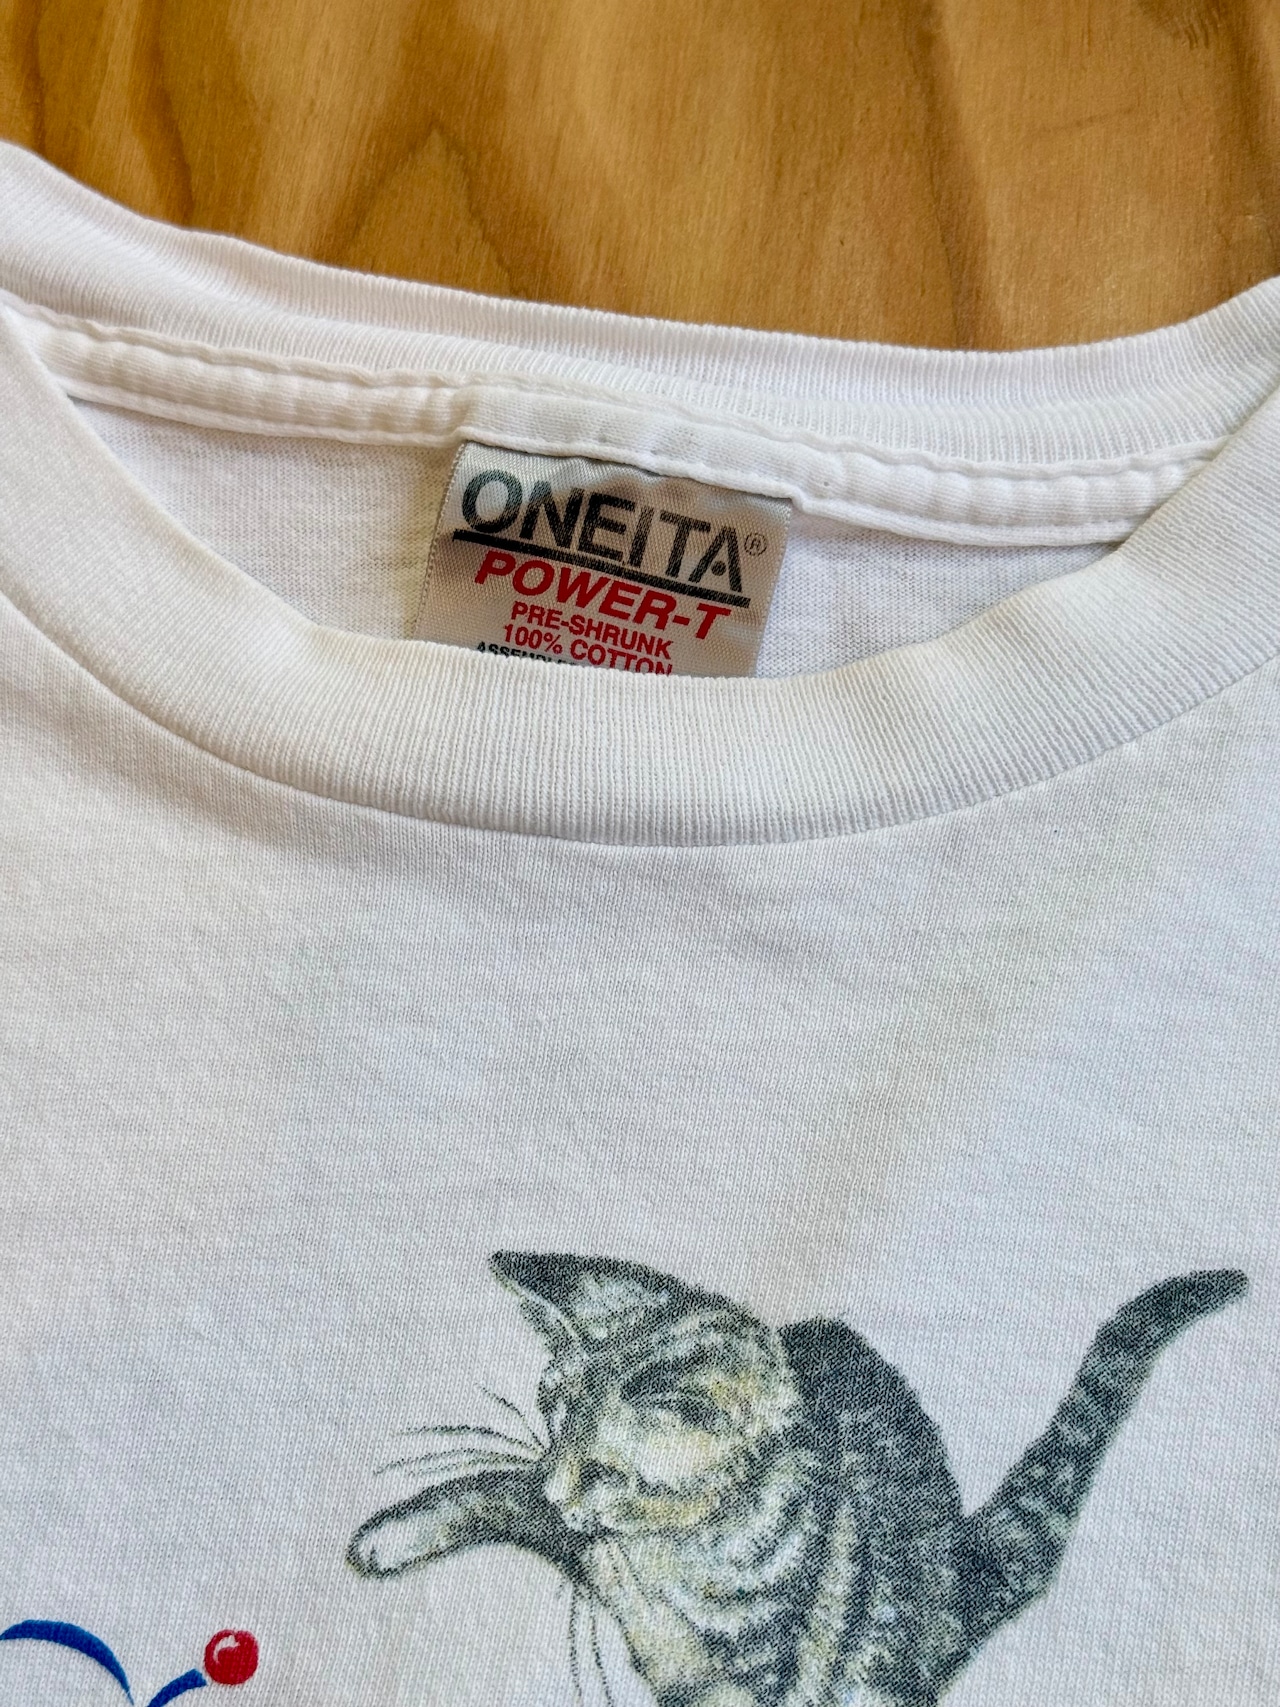 ONEITA®
POWER-T
PRE-SHRUNK
100% COTTON